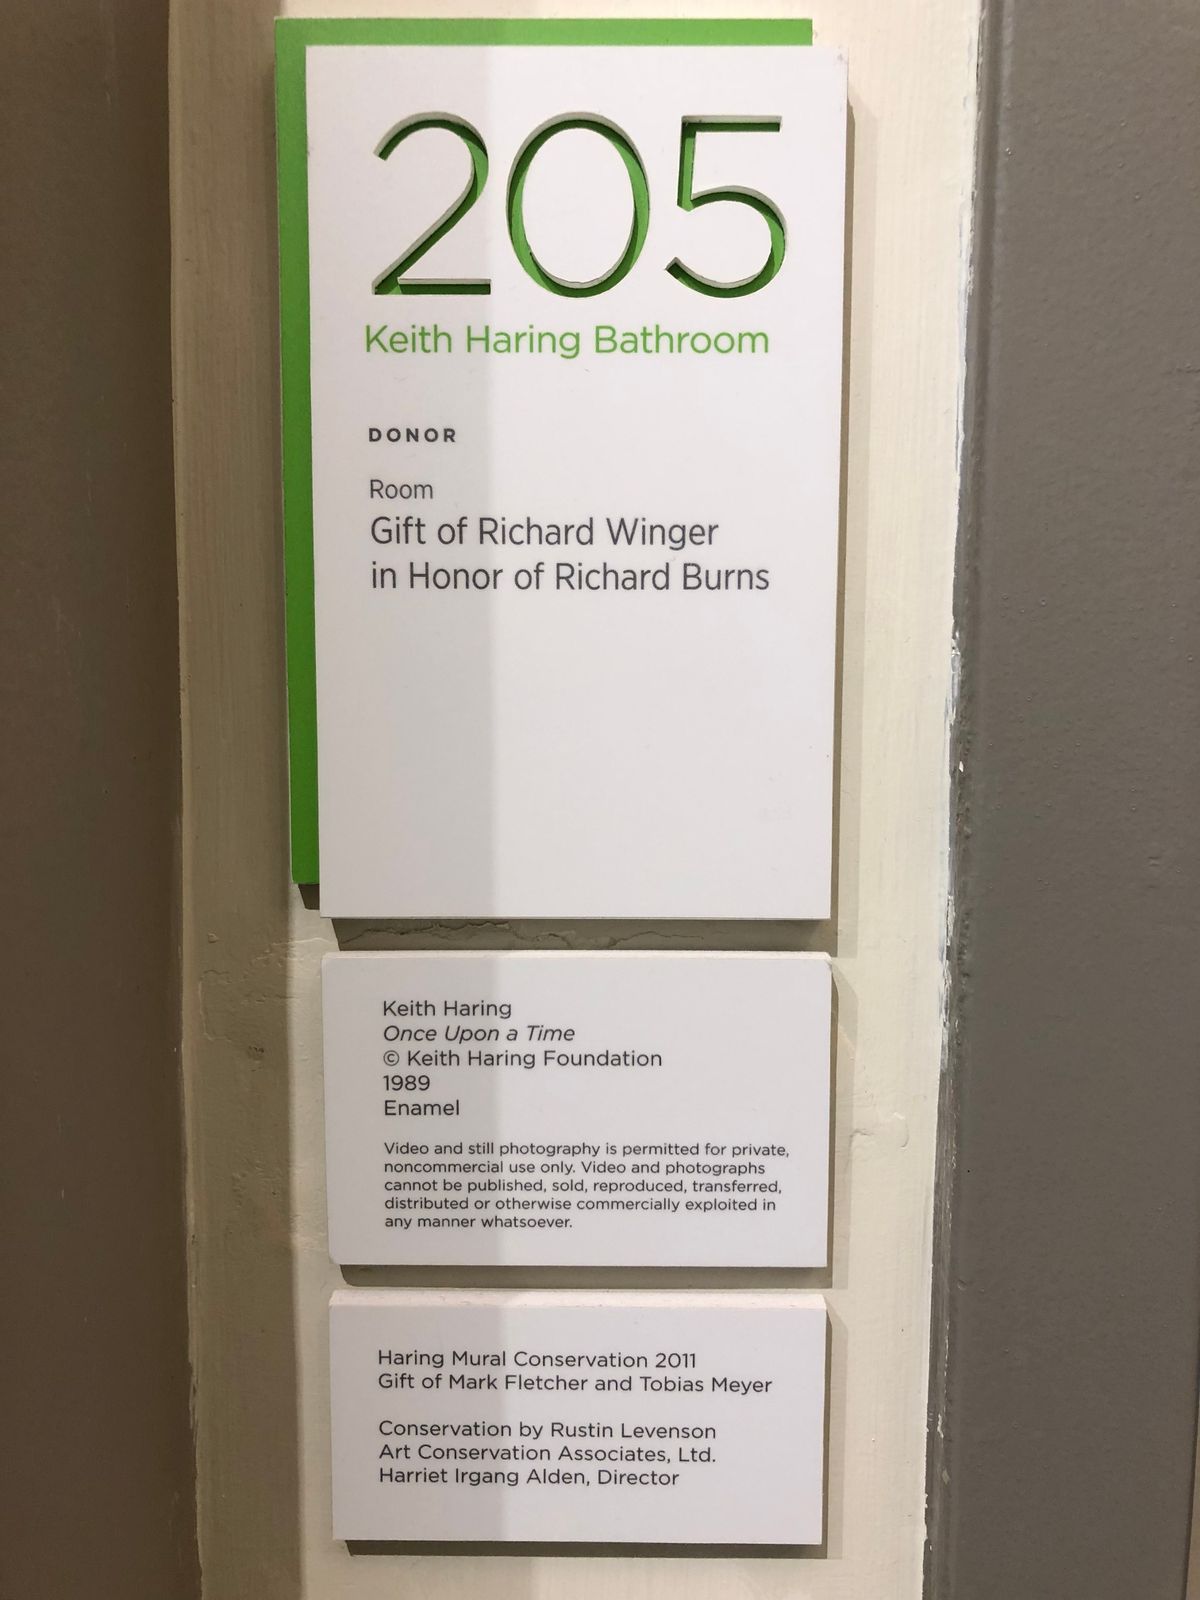 205
Keith Haring Bathroom
DONOR
Room
Gift of Richard Winger
in Honor of Richard Burns
Keith Haring
Once Upon a Time
© Keith Haring Foundation
1989
Enamel
Video and still photography is permitted for private,
noncommercial use only. Video and photographs
cannot be published, sold, reproduced, transferred,
distributed or otherwise commercially exploited in
any manner whatsoever.
Haring Mural Conservation 2011
Gift of Mark Fletcher and Tobias Meyer
Conservation by Rustin Levenson
Art Conservation Associates, Ltd.
Harriet Irgang Alden, Director